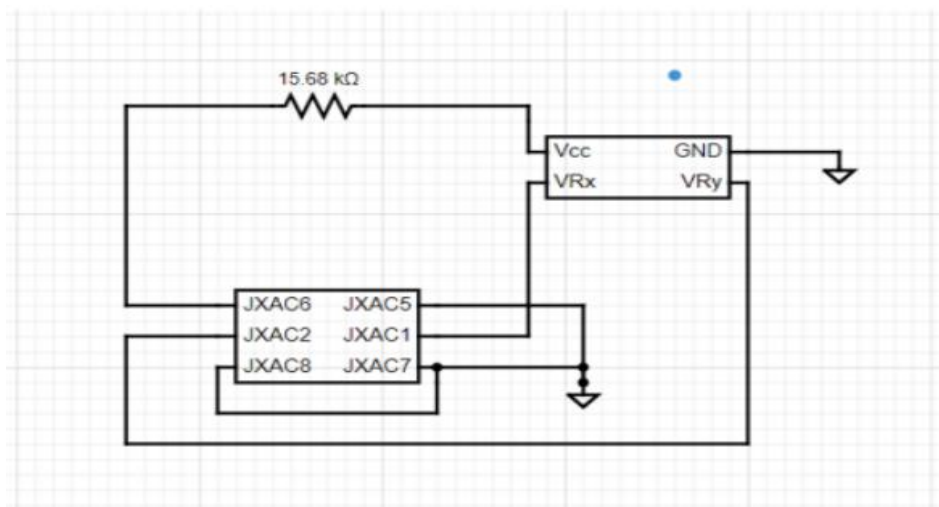 15.68 kΩ
Vcc GND
VRx VRy
JXAC6 JXAC5
JXAC2 JXAC1
JXAC8 JXAC7